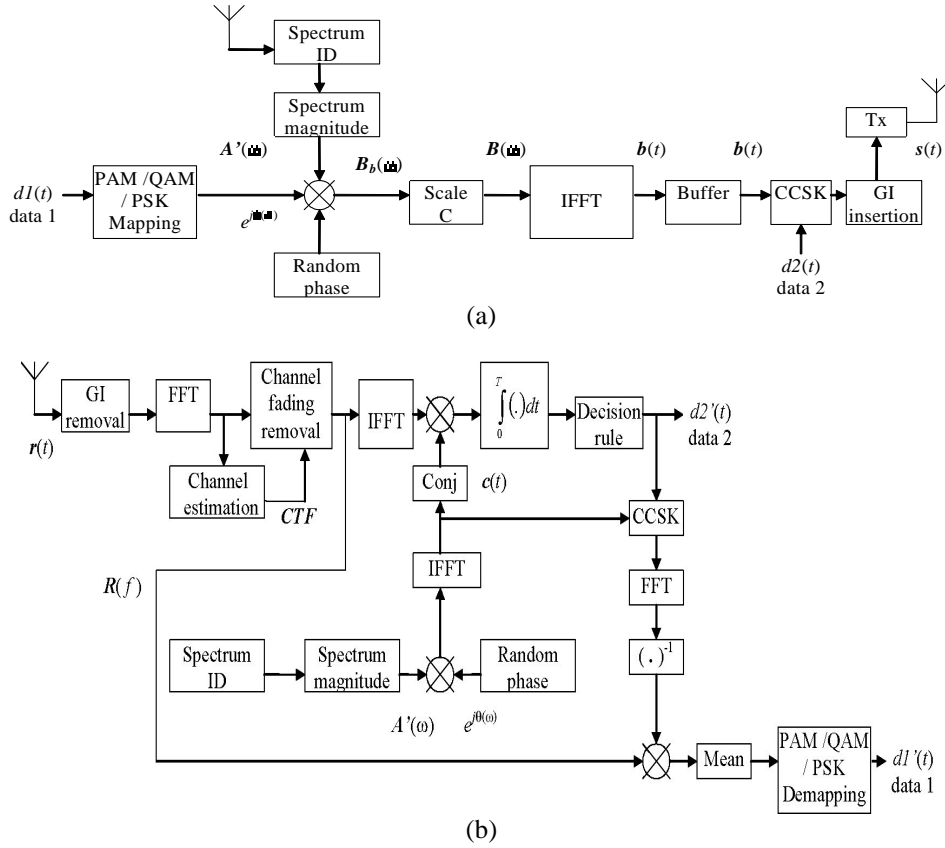 Spectrum
ID
Spectrum
magnitude
Tx
A'(
B_b(
B(
b(t)
b(t)
s(t)
d1(t)
data 1
PAM /QAM
/ PSK
Mapping
Scale
C
IFFT
Buffer
CCSK
GI
insertion
e^j
Random
phase
d2(t)
data 2
(a)
r(t)
GI
removal
FFT
Channel
fading
removal
IFFT
∫₀ᵀ(.)dt
Decision
rule
d2'(t)
data 2
Channel
estimation
CTF
Conj
c(t)
CCSK
R(f)
IFFT
FFT
Spectrum
ID
Spectrum
magnitude
Random
phase
( . )⁻¹
A'(ω)
e^jθ(ω)
Mean
PAM /QAM
/ PSK
Demapping
d1'(t)
data 1
(b)